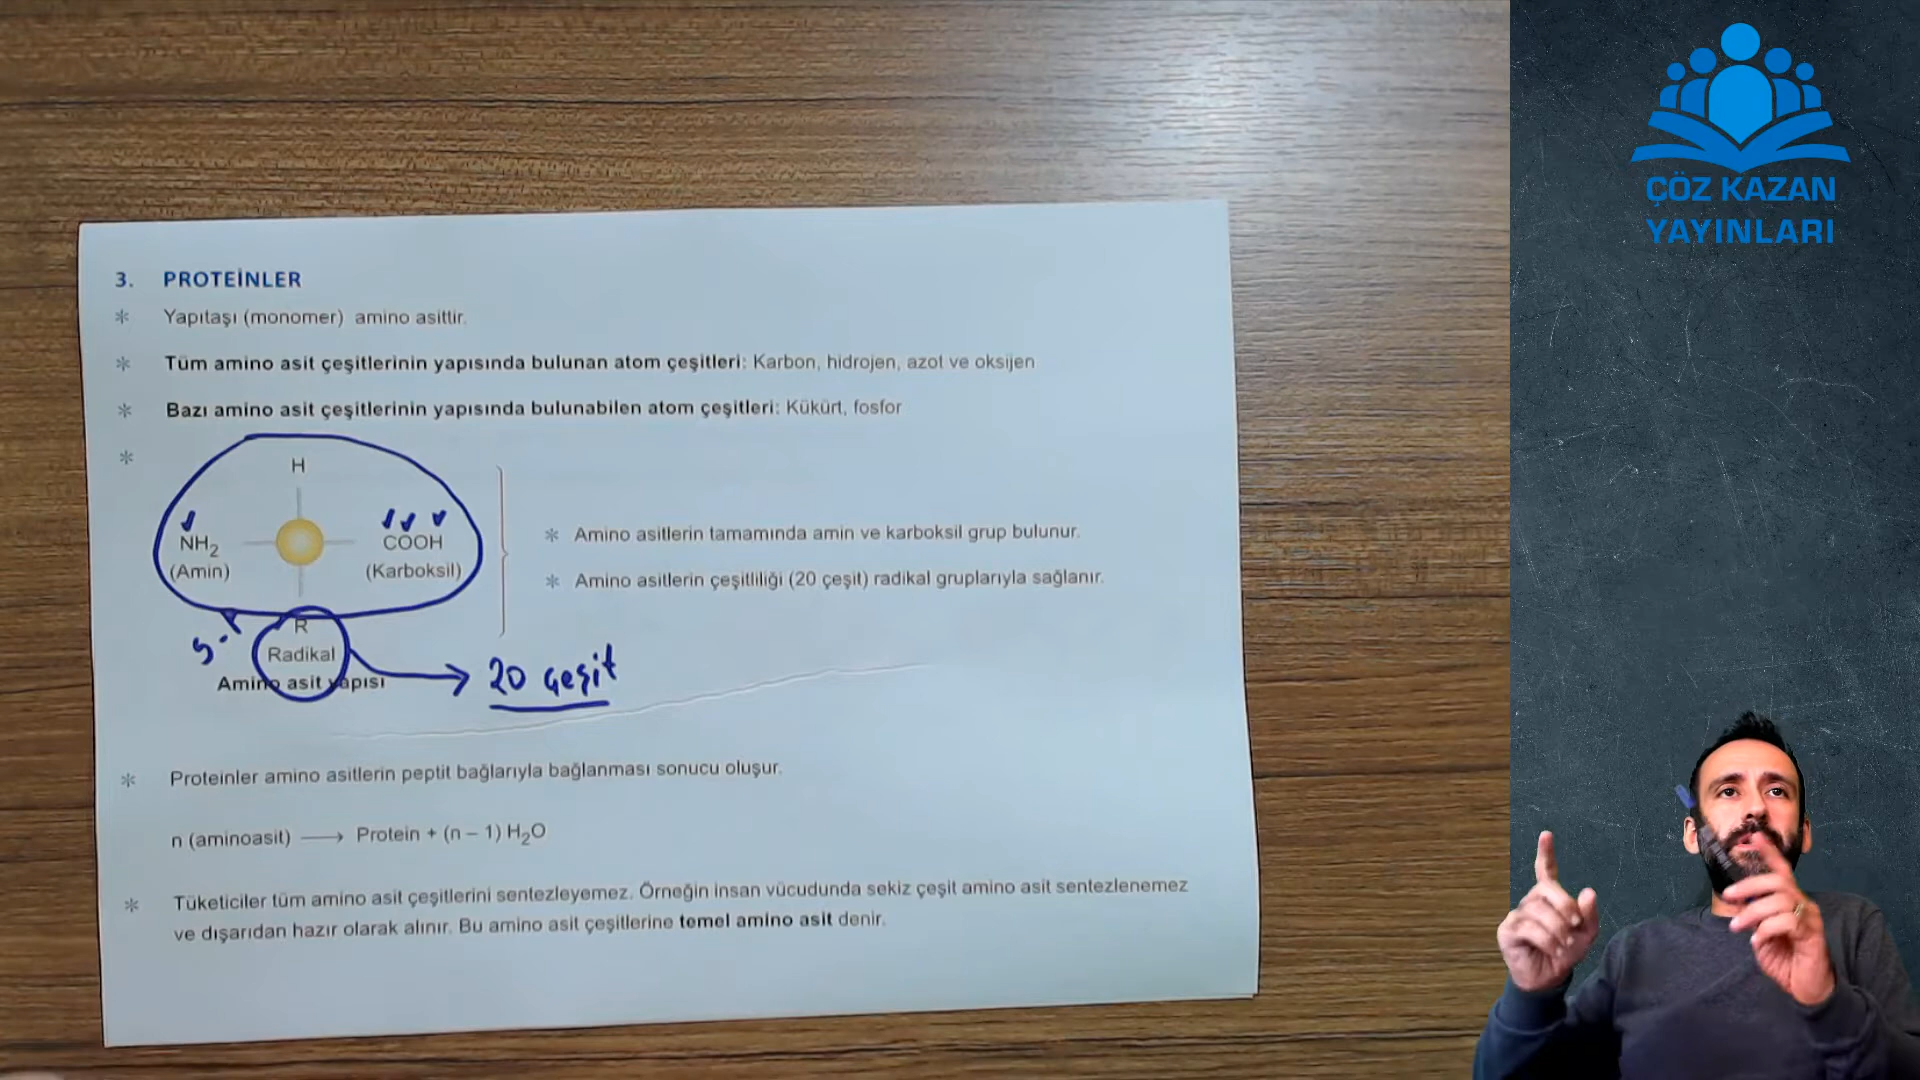 ÇÖZ KAZAN
YAYINLARI
3. PROTEİNLER
* Yapıtaşı (monomer) amino asittir.
* Tüm amino asit çeşitlerinin yapısında bulunan atom çeşitleri: Karbon, hidrojen, azot ve oksijen
* Bazı amino asit çeşitlerinin yapısında bulunabilen atom çeşitleri: Kükürt, fosfor
*
H
NH₂
COOH
(Amin)
(Karboksil)
R
Radikal
Amino asit yapısı
20 çeşit
* Amino asitlerin tamamında amin ve karboksil grup bulunur.
* Amino asitlerin çeşitliliği (20 çeşit) radikal gruplarıyla sağlanır.
* Proteinler amino asitlerin peptit bağlarıyla bağlanması sonucu oluşur.
n (aminoasit) ⟶ Protein + (n – 1) H₂O
* Tüketiciler tüm amino asit çeşitlerini sentezleyemez. Örneğin insan vücudunda sekiz çeşit amino asit sentezlenemez
ve dışarıdan hazır olarak alınır. Bu amino asit çeşitlerine temel amino asit denir.